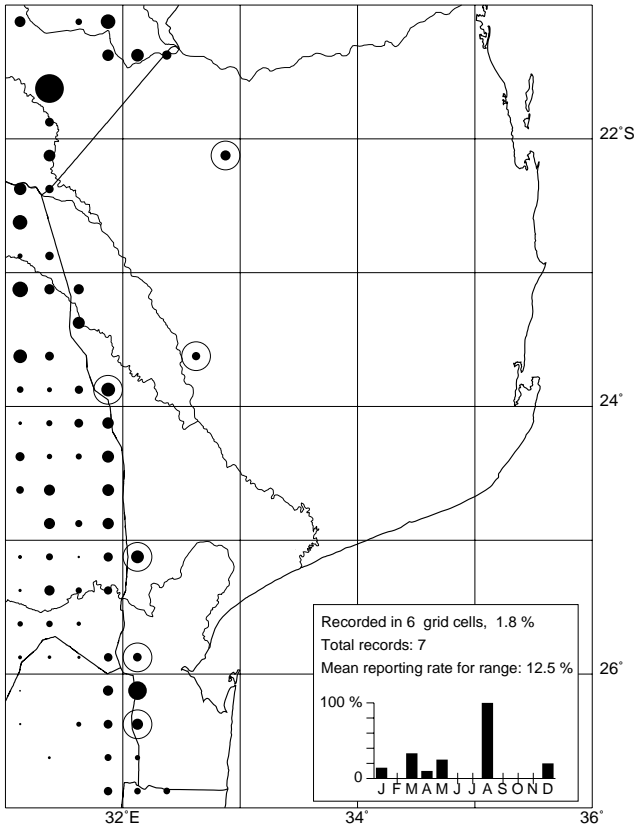 22°S
24°
26°
Recorded in 6 grid cells, 1.8 %
Total records: 7
Mean reporting rate for range: 12.5 %
100 %
0
J F M A M J J A S O N D
32°E
34°
36°